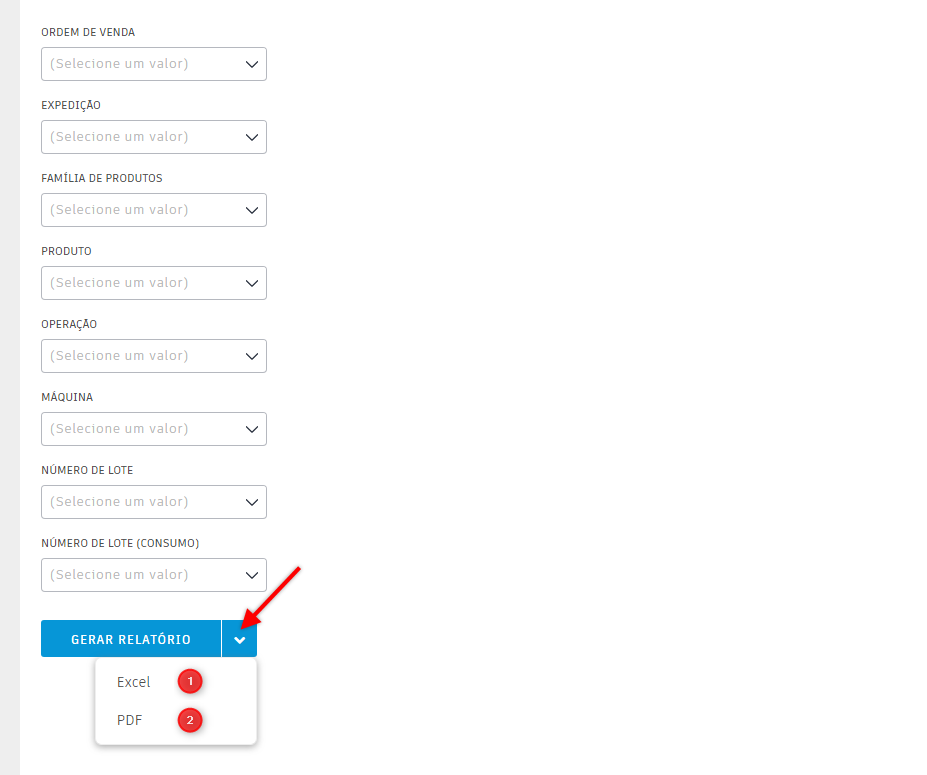 ORDEM DE VENDA
(Selecione um valor)
EXPEDIÇÃO
(Selecione um valor)
FAMÍLIA DE PRODUTOS
(Selecione um valor)
PRODUTO
(Selecione um valor)
OPERAÇÃO
(Selecione um valor)
MÁQUINA
(Selecione um valor)
NÚMERO DE LOTE
(Selecione um valor)
NÚMERO DE LOTE (CONSUMO)
(Selecione um valor)
GERAR RELATÓRIO
Excel 1
PDF 2